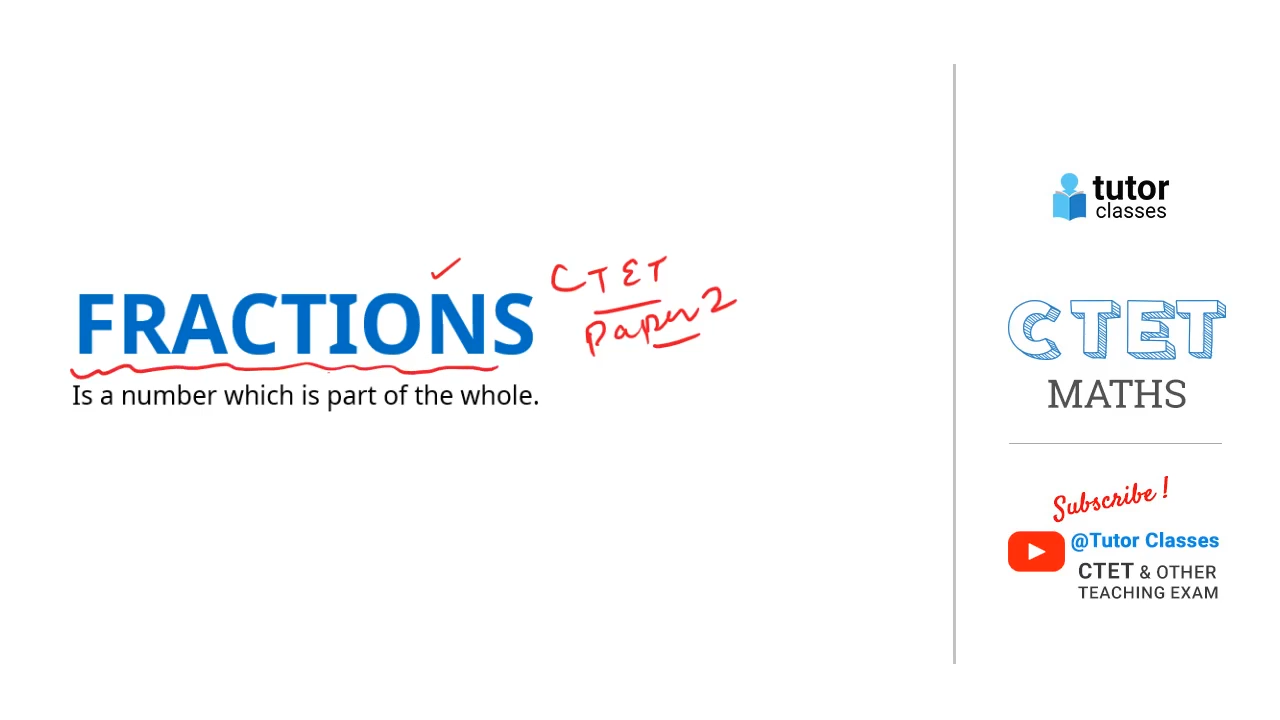 FRACTIONS
CTET
Paper 2
Is a number which is part of the whole.
tutor
classes
CTET
MATHS
Subscribe !
@Tutor Classes
CTET & OTHER
TEACHING EXAM